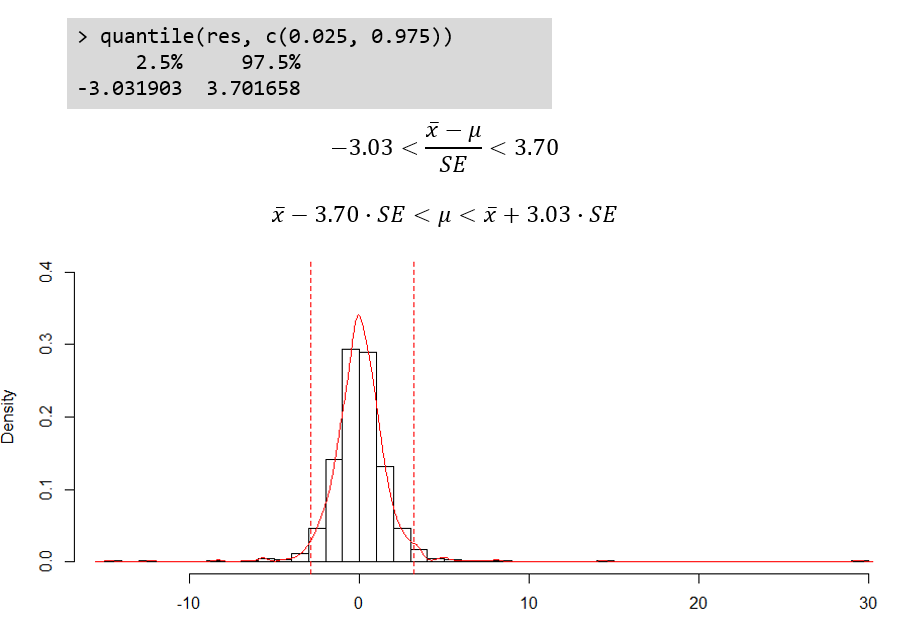 > quantile(res, c(0.025, 0.975))
2.5% 97.5%
-3.031903 3.701658
−3.03 < (x̄ − μ)/SE < 3.70
x̄ − 3.70 · SE < μ < x̄ + 3.03 · SE
0.4
0.3
0.2
0.1
0.0
Density
-10 0 10 20 30